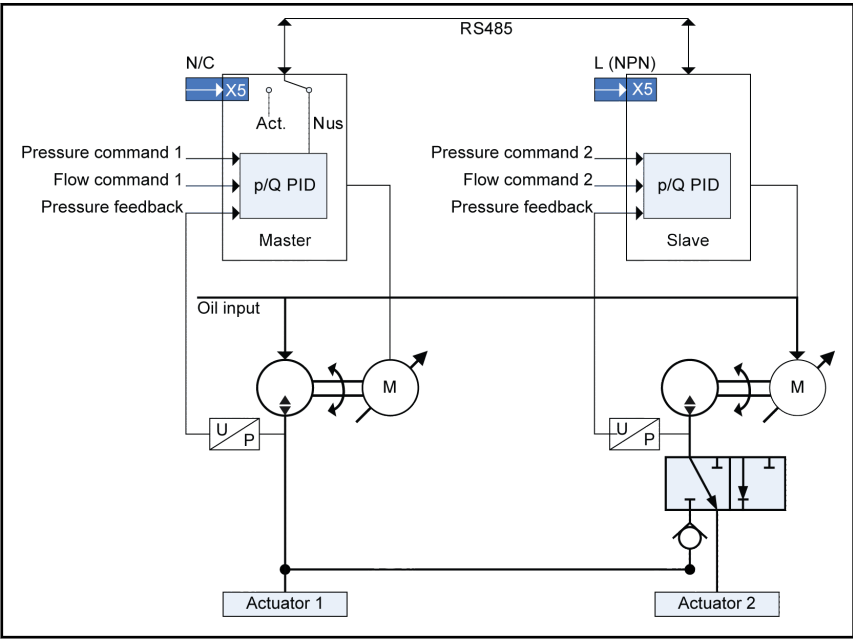 RS485
N/C
X5
Act.
Nus
Pressure command 1
Flow command 1
Pressure feedback
p/Q PID
Master
L (NPN)
X5
Pressure command 2
Flow command 2
Pressure feedback
p/Q PID
Slave
Oil input
M
U
P
M
U
P
Actuator 1
Actuator 2